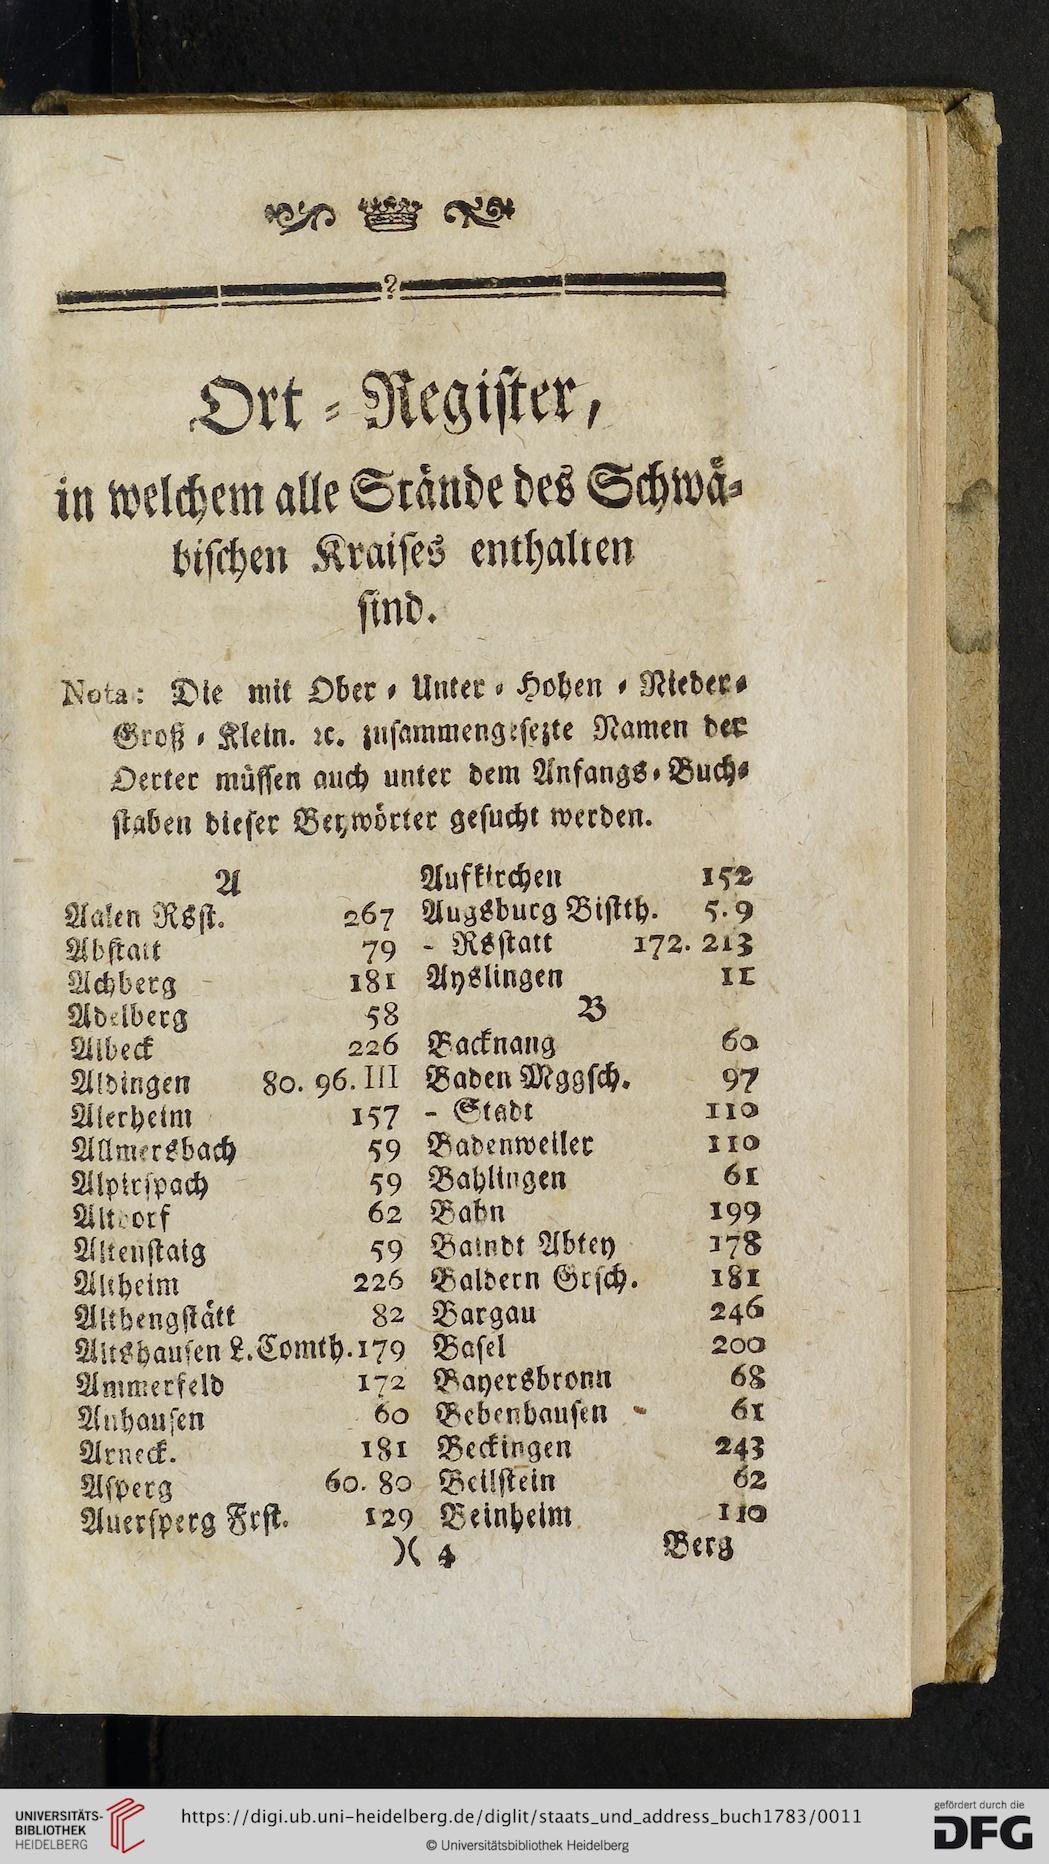 Ort-Register,
in welchem alle Stände des Schwä-
bischen Kraises enthalten
sind.
Nota: Die mit Ober- Unter- Hohen- Nieder-
Groß- Klein. ꝛc. zusammengesezte Namen der
Oerter müssen auch unter dem Anfangs-Buch-
staben dieser Beywörter gesucht werden.
A
Aalen Rsst. 267
Abstatt 79
Achberg 181
Adelberg 58
Albeck 226
Aldingen 80. 96. 111
Alerheim 157
Allmersbach 59
Alpirspach 59
Altdorf 62
Altenstaig 59
Altheim 226
Althengstätt 82
Altshausen L. Comth. 179
Ammerfeld 172
Anhausen 60
Arneck. 181
Asperg 60. 80
Auersperg Frst. 129
Aufkirchen 152
Augsburg Bistth. 5. 9
- Rsstatt 172. 213
Ayslingen 11
B
Backnang 60
Baden Mggsch. 97
- Stadt 110
Badenweiler 110
Bahlingen 61
Bahn 199
Baindt Abtey 178
Baldern Grsch. 181
Bargau 246
Basel 200
Bayersbronn 68
Bebenhausen 61
Beckingen 243
Beilstein 62
Beinheim 110
)( 4 Berg
UNIVERSITÄTS-
BIBLIOTHEK
HEIDELBERG
https://digi.ub.uni-heidelberg.de/diglit/staats_und_address_buch1783/0011
© Universitätsbibliothek Heidelberg
gefördert durch die
DFG